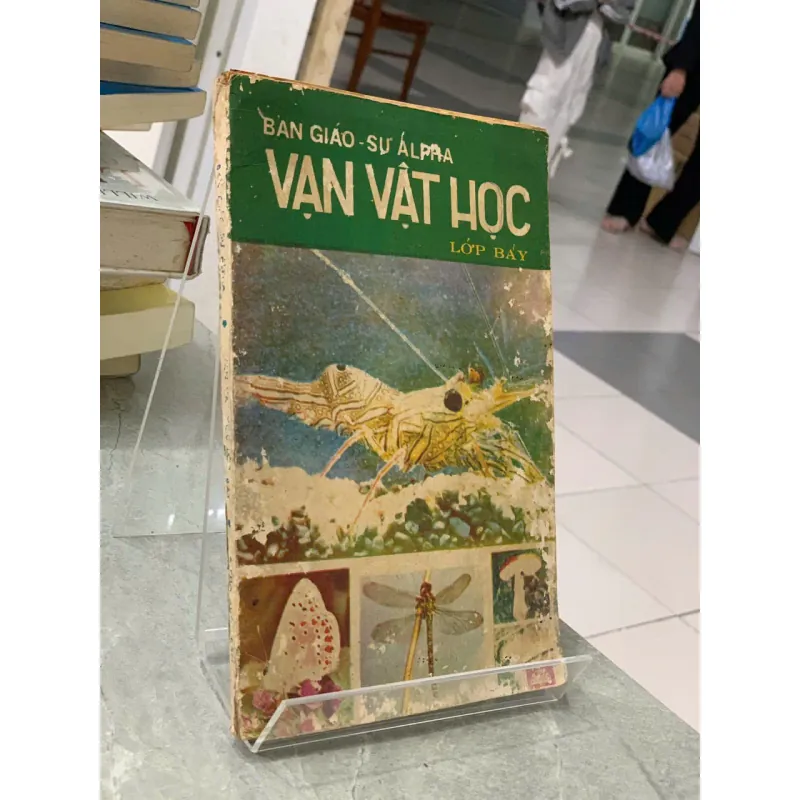 BAN GIÁO - SƯ ALPHA
VẠN VẬT HỌC
LỚP BẢY